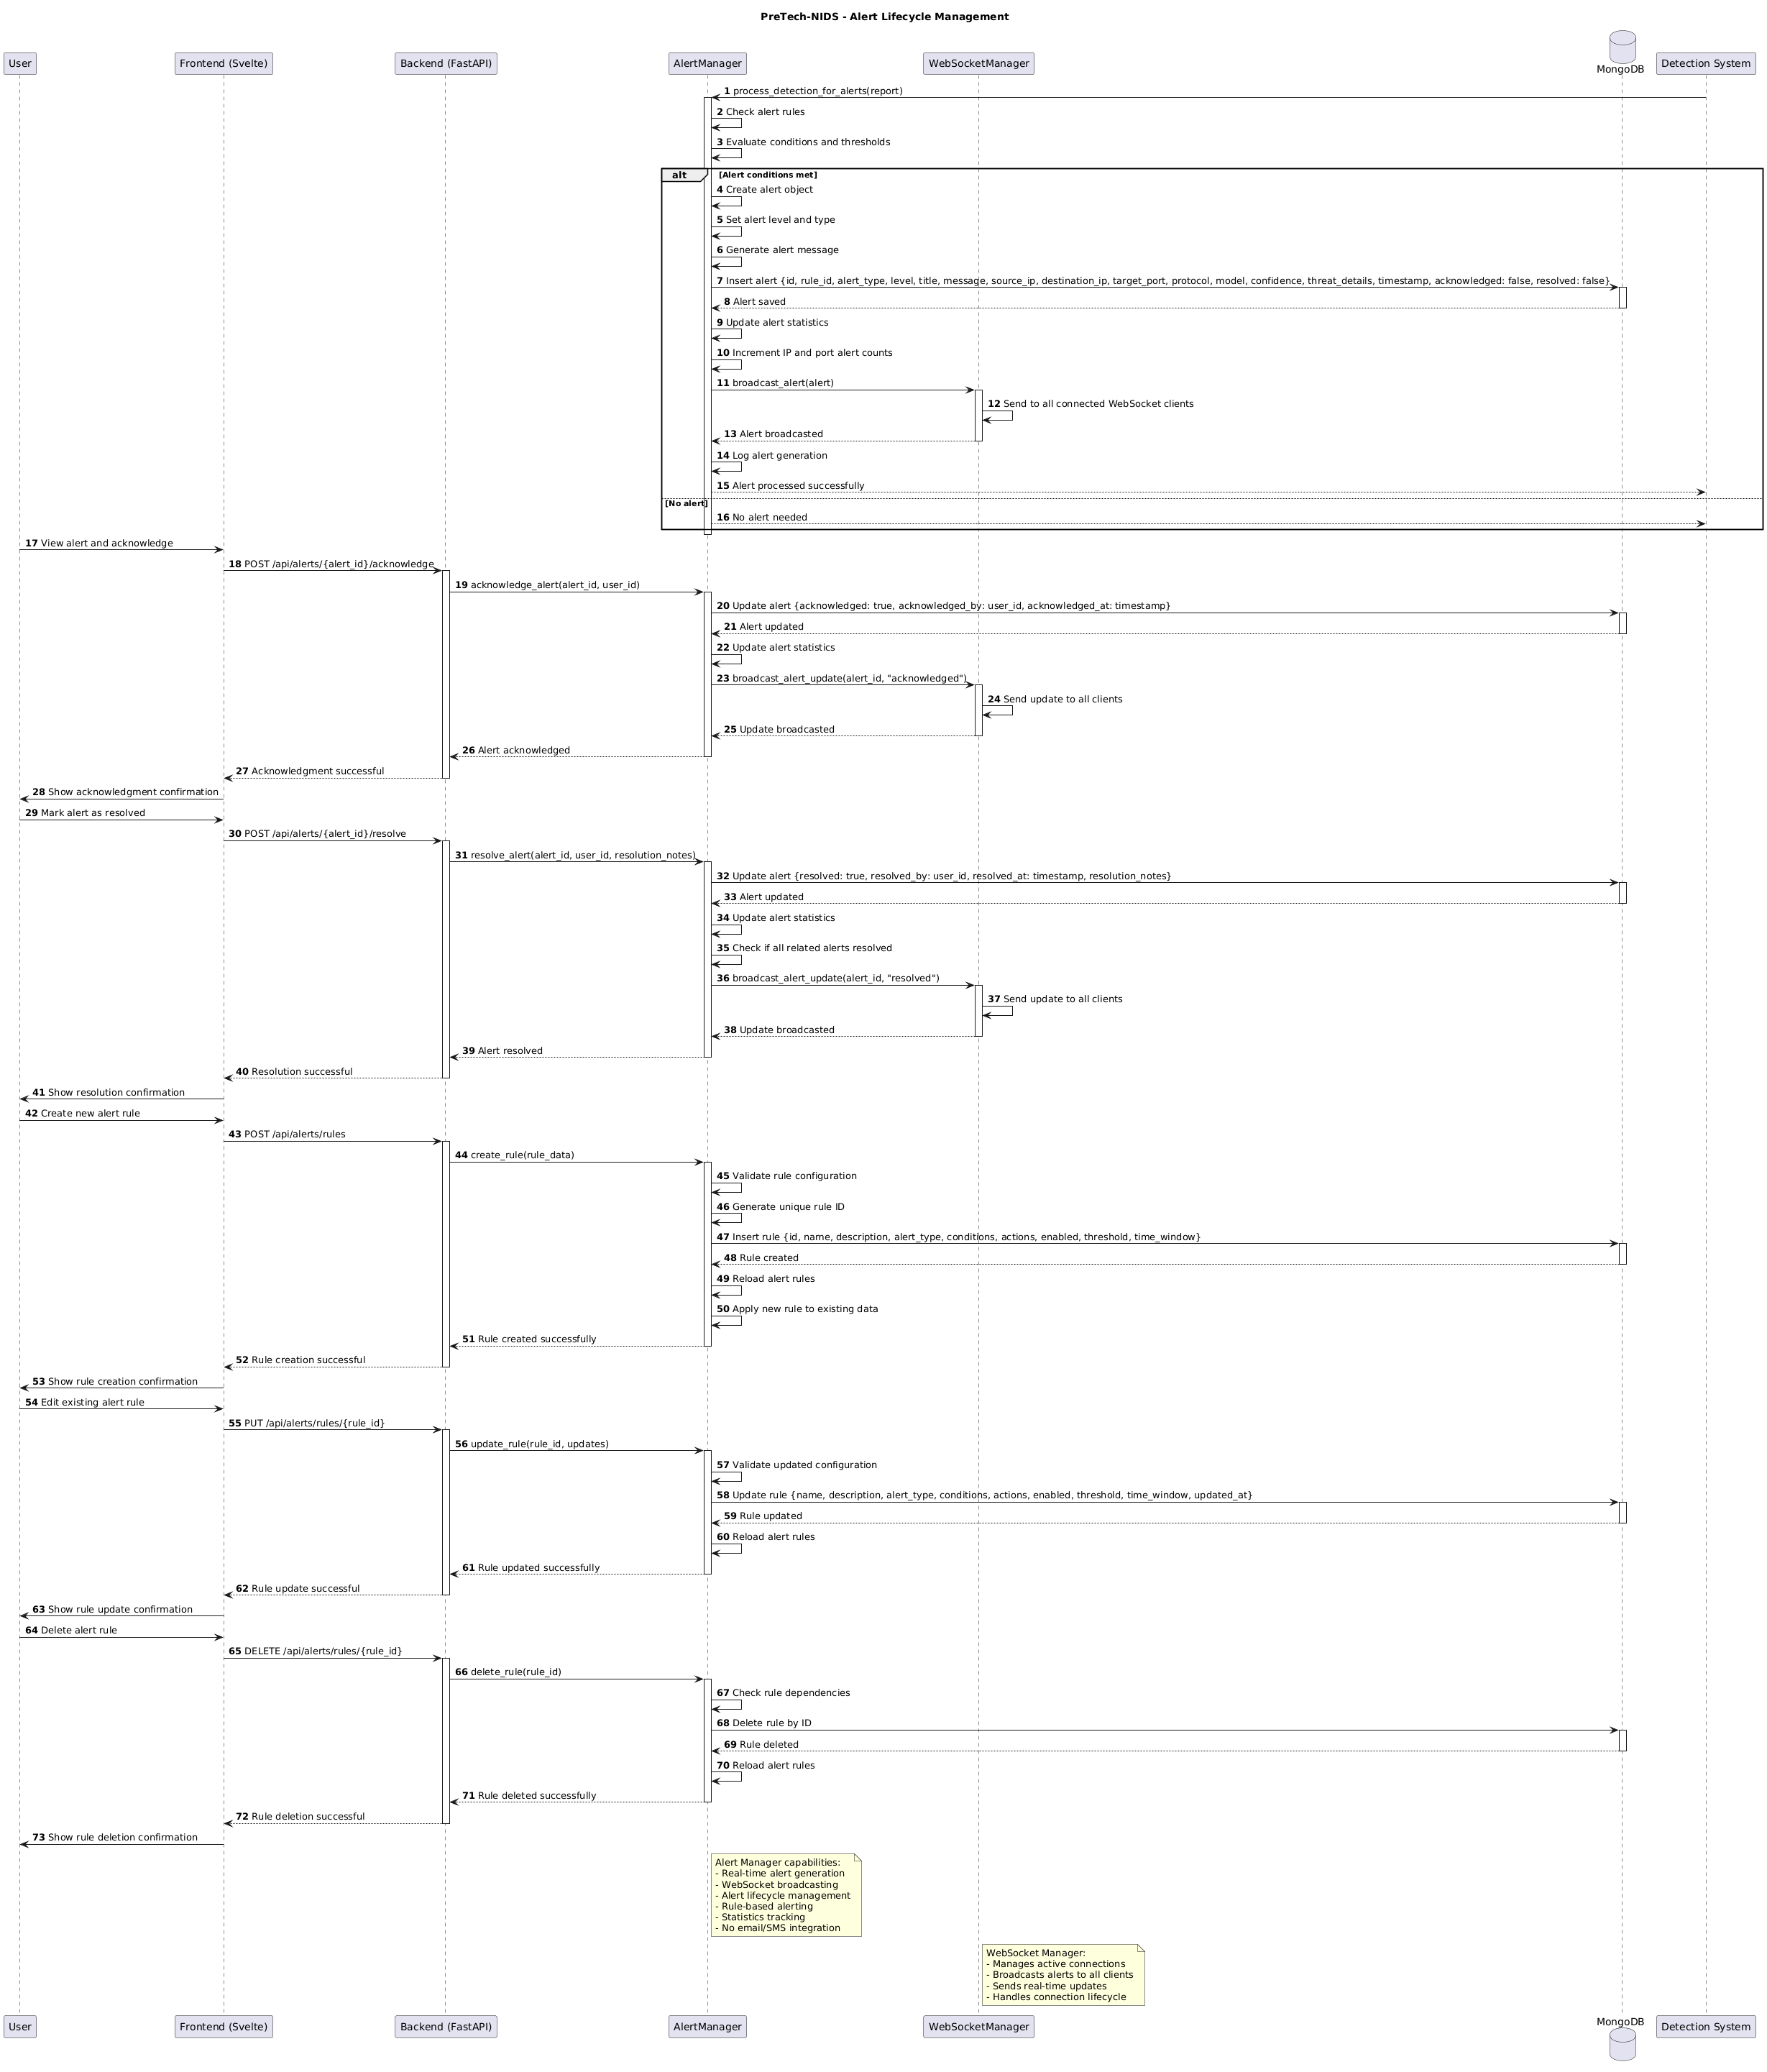 PreTech-NIDS - Alert Lifecycle Management
User
Frontend (Svelte)
Backend (FastAPI)
AlertManager
WebSocketManager
MongoDB
Detection System
1 process_detection_for_alerts(report)
2 Check alert rules
3 Evaluate conditions and thresholds
alt [Alert conditions met]
4 Create alert object
5 Set alert level and type
6 Generate alert message
7 Insert alert {id, rule_id, alert_type, level, title, message, source_ip, destination_ip, target_port, protocol, model, confidence, threat_details, timestamp, acknowledged: false, resolved: false}
8 Alert saved
9 Update alert statistics
10 Increment IP and port alert counts
11 broadcast_alert(alert)
12 Send to all connected WebSocket clients
13 Alert broadcasted
14 Log alert generation
15 Alert processed successfully
[No alert]
16 No alert needed
17 View alert and acknowledge
18 POST /api/alerts/{alert_id}/acknowledge
19 acknowledge_alert(alert_id, user_id)
20 Update alert {acknowledged: true, acknowledged_by: user_id, acknowledged_at: timestamp}
21 Alert updated
22 Update alert statistics
23 broadcast_alert_update(alert_id, "acknowledged")
24 Send update to all clients
25 Update broadcasted
26 Alert acknowledged
27 Acknowledgment successful
28 Show acknowledgment confirmation
29 Mark alert as resolved
30 POST /api/alerts/{alert_id}/resolve
31 resolve_alert(alert_id, user_id, resolution_notes)
32 Update alert {resolved: true, resolved_by: user_id, resolved_at: timestamp, resolution_notes}
33 Alert updated
34 Update alert statistics
35 Check if all related alerts resolved
36 broadcast_alert_update(alert_id, "resolved")
37 Send update to all clients
38 Update broadcasted
39 Alert resolved
40 Resolution successful
41 Show resolution confirmation
42 Create new alert rule
43 POST /api/alerts/rules
44 create_rule(rule_data)
45 Validate rule configuration
46 Generate unique rule ID
47 Insert rule {id, name, description, alert_type, conditions, actions, enabled, threshold, time_window}
48 Rule created
49 Reload alert rules
50 Apply new rule to existing data
51 Rule created successfully
52 Rule creation successful
53 Show rule creation confirmation
54 Edit existing alert rule
55 PUT /api/alerts/rules/{rule_id}
56 update_rule(rule_id, updates)
57 Validate updated configuration
58 Update rule {name, description, alert_type, conditions, actions, enabled, threshold, time_window, updated_at}
59 Rule updated
60 Reload alert rules
61 Rule updated successfully
62 Rule update successful
63 Show rule update confirmation
64 Delete alert rule
65 DELETE /api/alerts/rules/{rule_id}
66 delete_rule(rule_id)
67 Check rule dependencies
68 Delete rule by ID
69 Rule deleted
70 Reload alert rules
71 Rule deleted successfully
72 Rule deletion successful
73 Show rule deletion confirmation
Alert Manager capabilities:
- Real-time alert generation
- WebSocket broadcasting
- Alert lifecycle management
- Rule-based alerting
- Statistics tracking
- No email/SMS integration
WebSocket Manager:
- Manages active connections
- Broadcasts alerts to all clients
- Sends real-time updates
- Handles connection lifecycle
User
Frontend (Svelte)
Backend (FastAPI)
AlertManager
WebSocketManager
MongoDB
Detection System